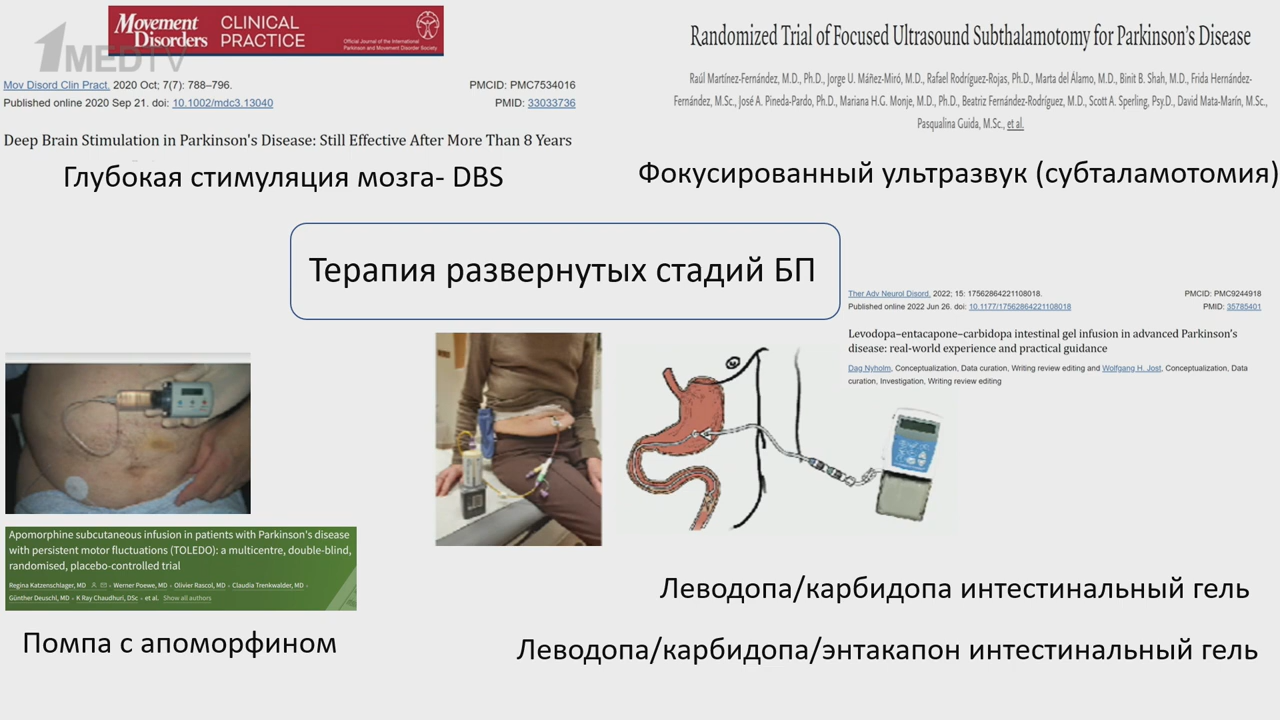 1MEDTV
Movement
Disorders
CLINICAL
PRACTICE
Official Journal of the International
Parkinson and Movement Disorder Society
Mov Disord Clin Pract. 2020 Oct; 7(7): 788–796.
PMCID: PMC7534016
Published online 2020 Sep 21. doi: 10.1002/mdc3.13040
PMID: 33033736
Deep Brain Stimulation in Parkinson's Disease: Still Effective After More Than 8 Years
Глубокая стимуляция мозга- DBS
Randomized Trial of Focused Ultrasound Subthalamotomy for Parkinson's Disease
Raúl Martínez-Fernández, M.D., Ph.D., Jorge U. Máñez-Miró, M.D., Rafael Rodríguez-Rojas, Ph.D., Marta del Álamo, M.D., Binit B. Shah, M.D., Frida Hernández-
Fernández, M.Sc., José A. Pineda-Pardo, Ph.D., Mariana H.G. Monje, M.D., Ph.D., Beatriz Fernández-Rodríguez, M.D., Scott A. Sperling, Psy.D., David Mata-Marín, M.Sc.,
Pasqualina Guida, M.Sc., et al.
Фокусированный ультразвук (субталамотомия)
Терапия развернутых стадий БП
Ther Adv Neurol Disord. 2022; 15: 17562864221108018.
PMCID: PMC9244918
Published online 2022 Jun 26. doi: 10.1177/17562864221108018
PMID: 35785401
Levodopa–entacapone–carbidopa intestinal gel infusion in advanced Parkinson's
disease: real-world experience and practical guidance
Dag Nyholm, Conceptualization, Data curation, Writing review editing and Wolfgang H. Jost, Conceptualization, Data
curation, Investigation, Writing review editing
Apomorphine subcutaneous infusion in patients with Parkinson's disease
with persistent motor fluctuations (TOLEDO): a multicentre, double-blind,
randomised, placebo-controlled trial
Regina Katzenschlager, MD • Werner Poewe, MD • Olivier Rascol, MD • Claudia Trenkwalder, MD •
Günther Deuschl, MD • K Ray Chaudhuri, DSc • et al. Show all authors
Помпа с апоморфином
Леводопа/карбидопа интестинальный гель
Леводопа/карбидопа/энтакапон интестинальный гель